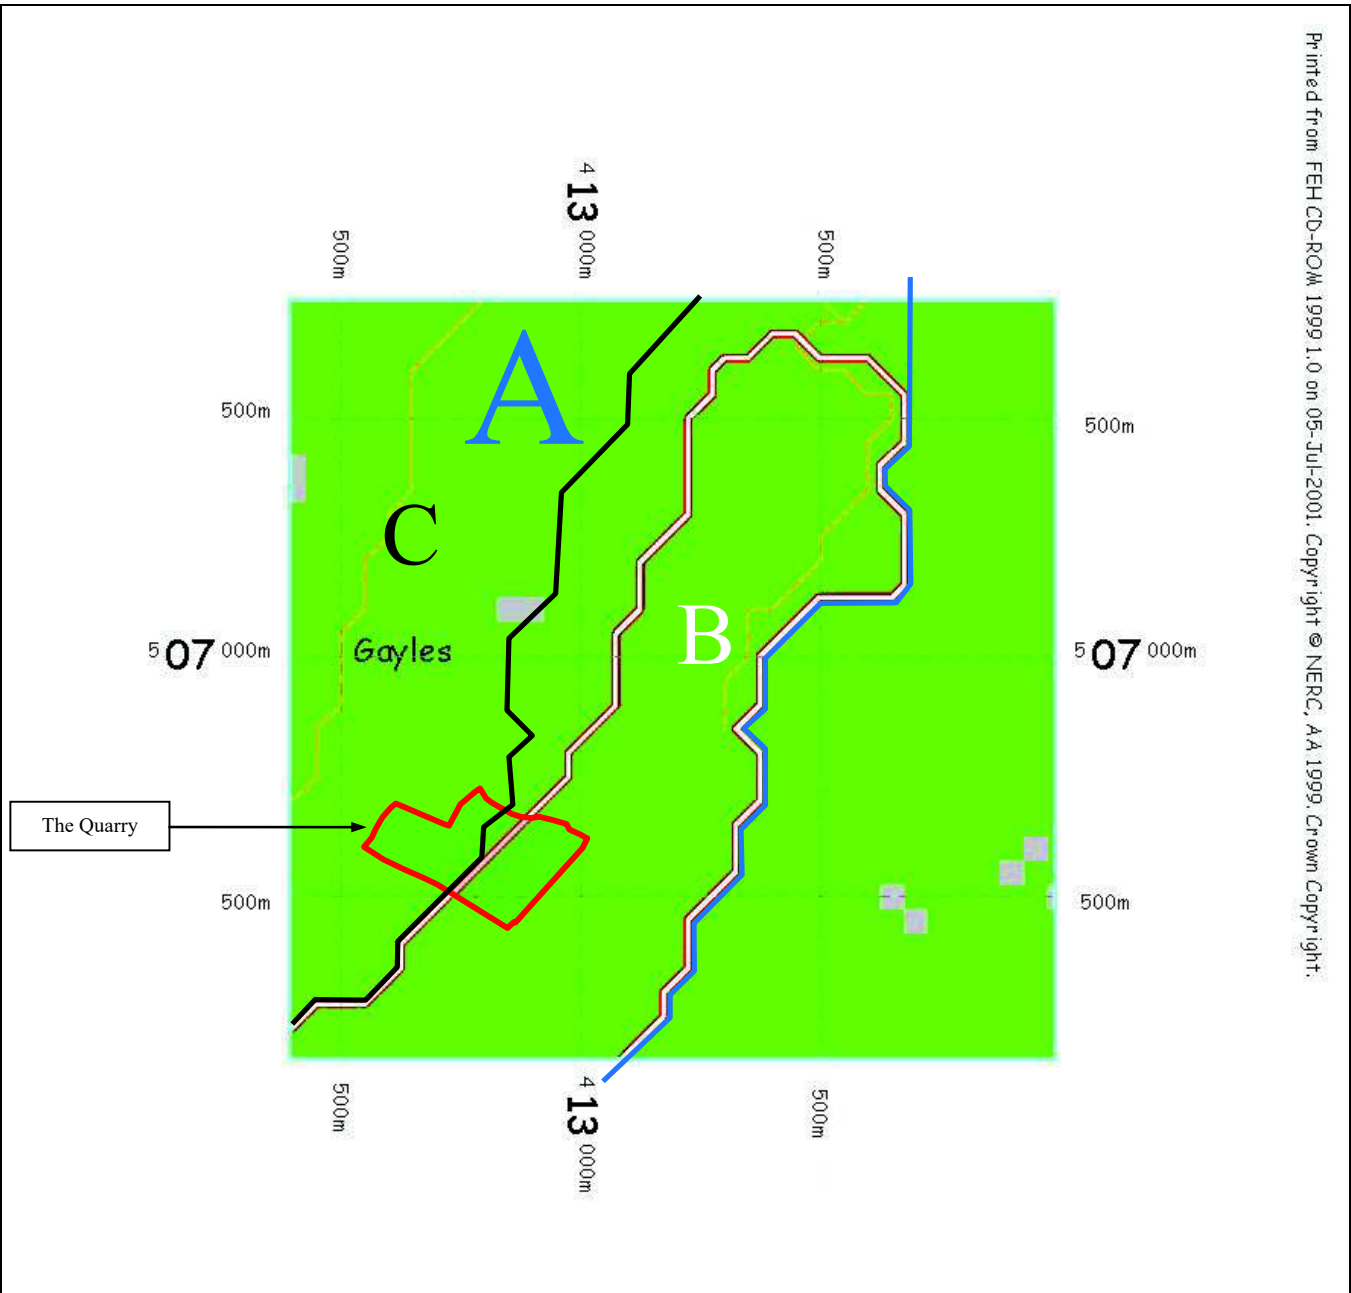 4 13 000m
500m
500m
A
500m
500m
C
B
5 07 000m
Gayles
5 07 000m
The Quarry
500m
500m
500m
4 13 000m
500m
Printed from FEH CD-ROM 1999 1.0 on 05-Jul-2001. Copyright © NERC, AA 1999. Crown Copyright.